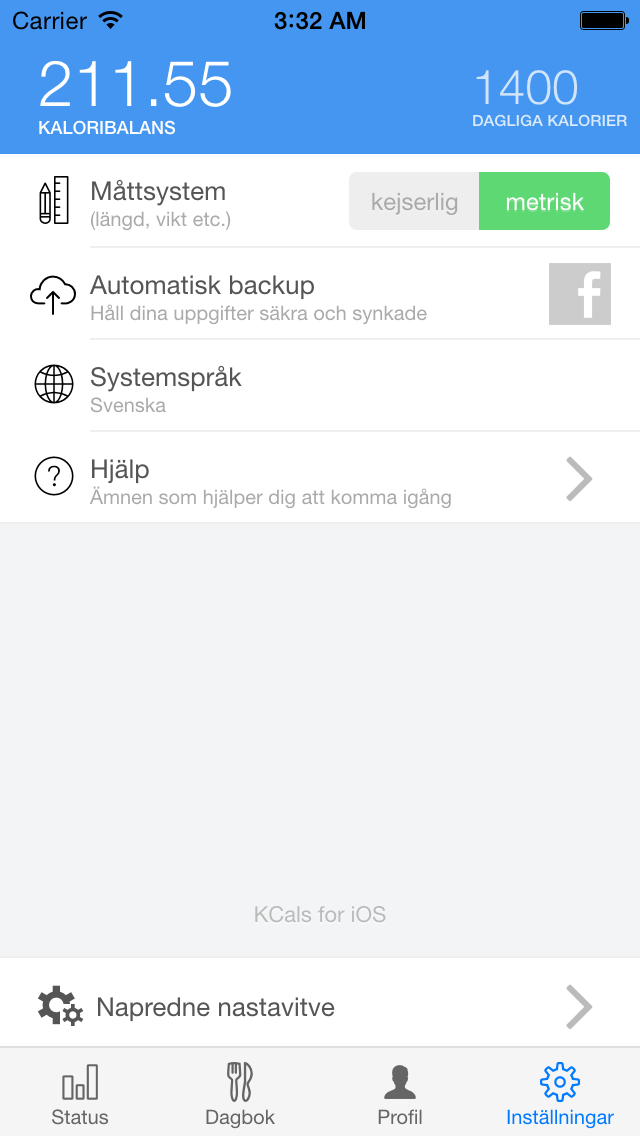 Carrier 3:32 AM
211.55 1400
KALORIBALANS DAGLIGA KALORIER
Måttsystem
(längd, vikt etc.)
kejserlig metrisk
Automatisk backup
Håll dina uppgifter säkra och synkade
f
Systemspråk
Svenska
?
Hjälp
Ämnen som hjälper dig att komma igång
KCals for iOS
Napredne nastavitve
Status Dagbok Profil Inställningar